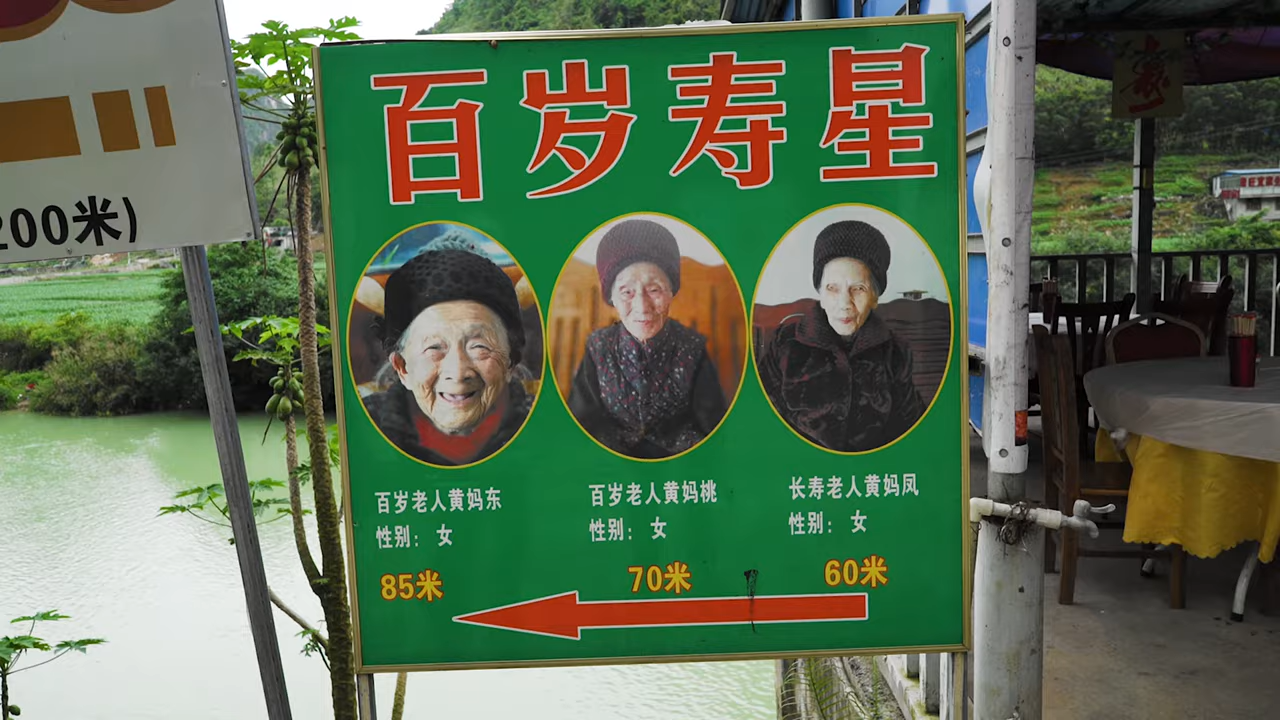 百岁寿星
百岁老人黄妈东
性别：女
85米
百岁老人黄妈桃
性别：女
70米
长寿老人黄妈凤
性别：女
60米
200米)